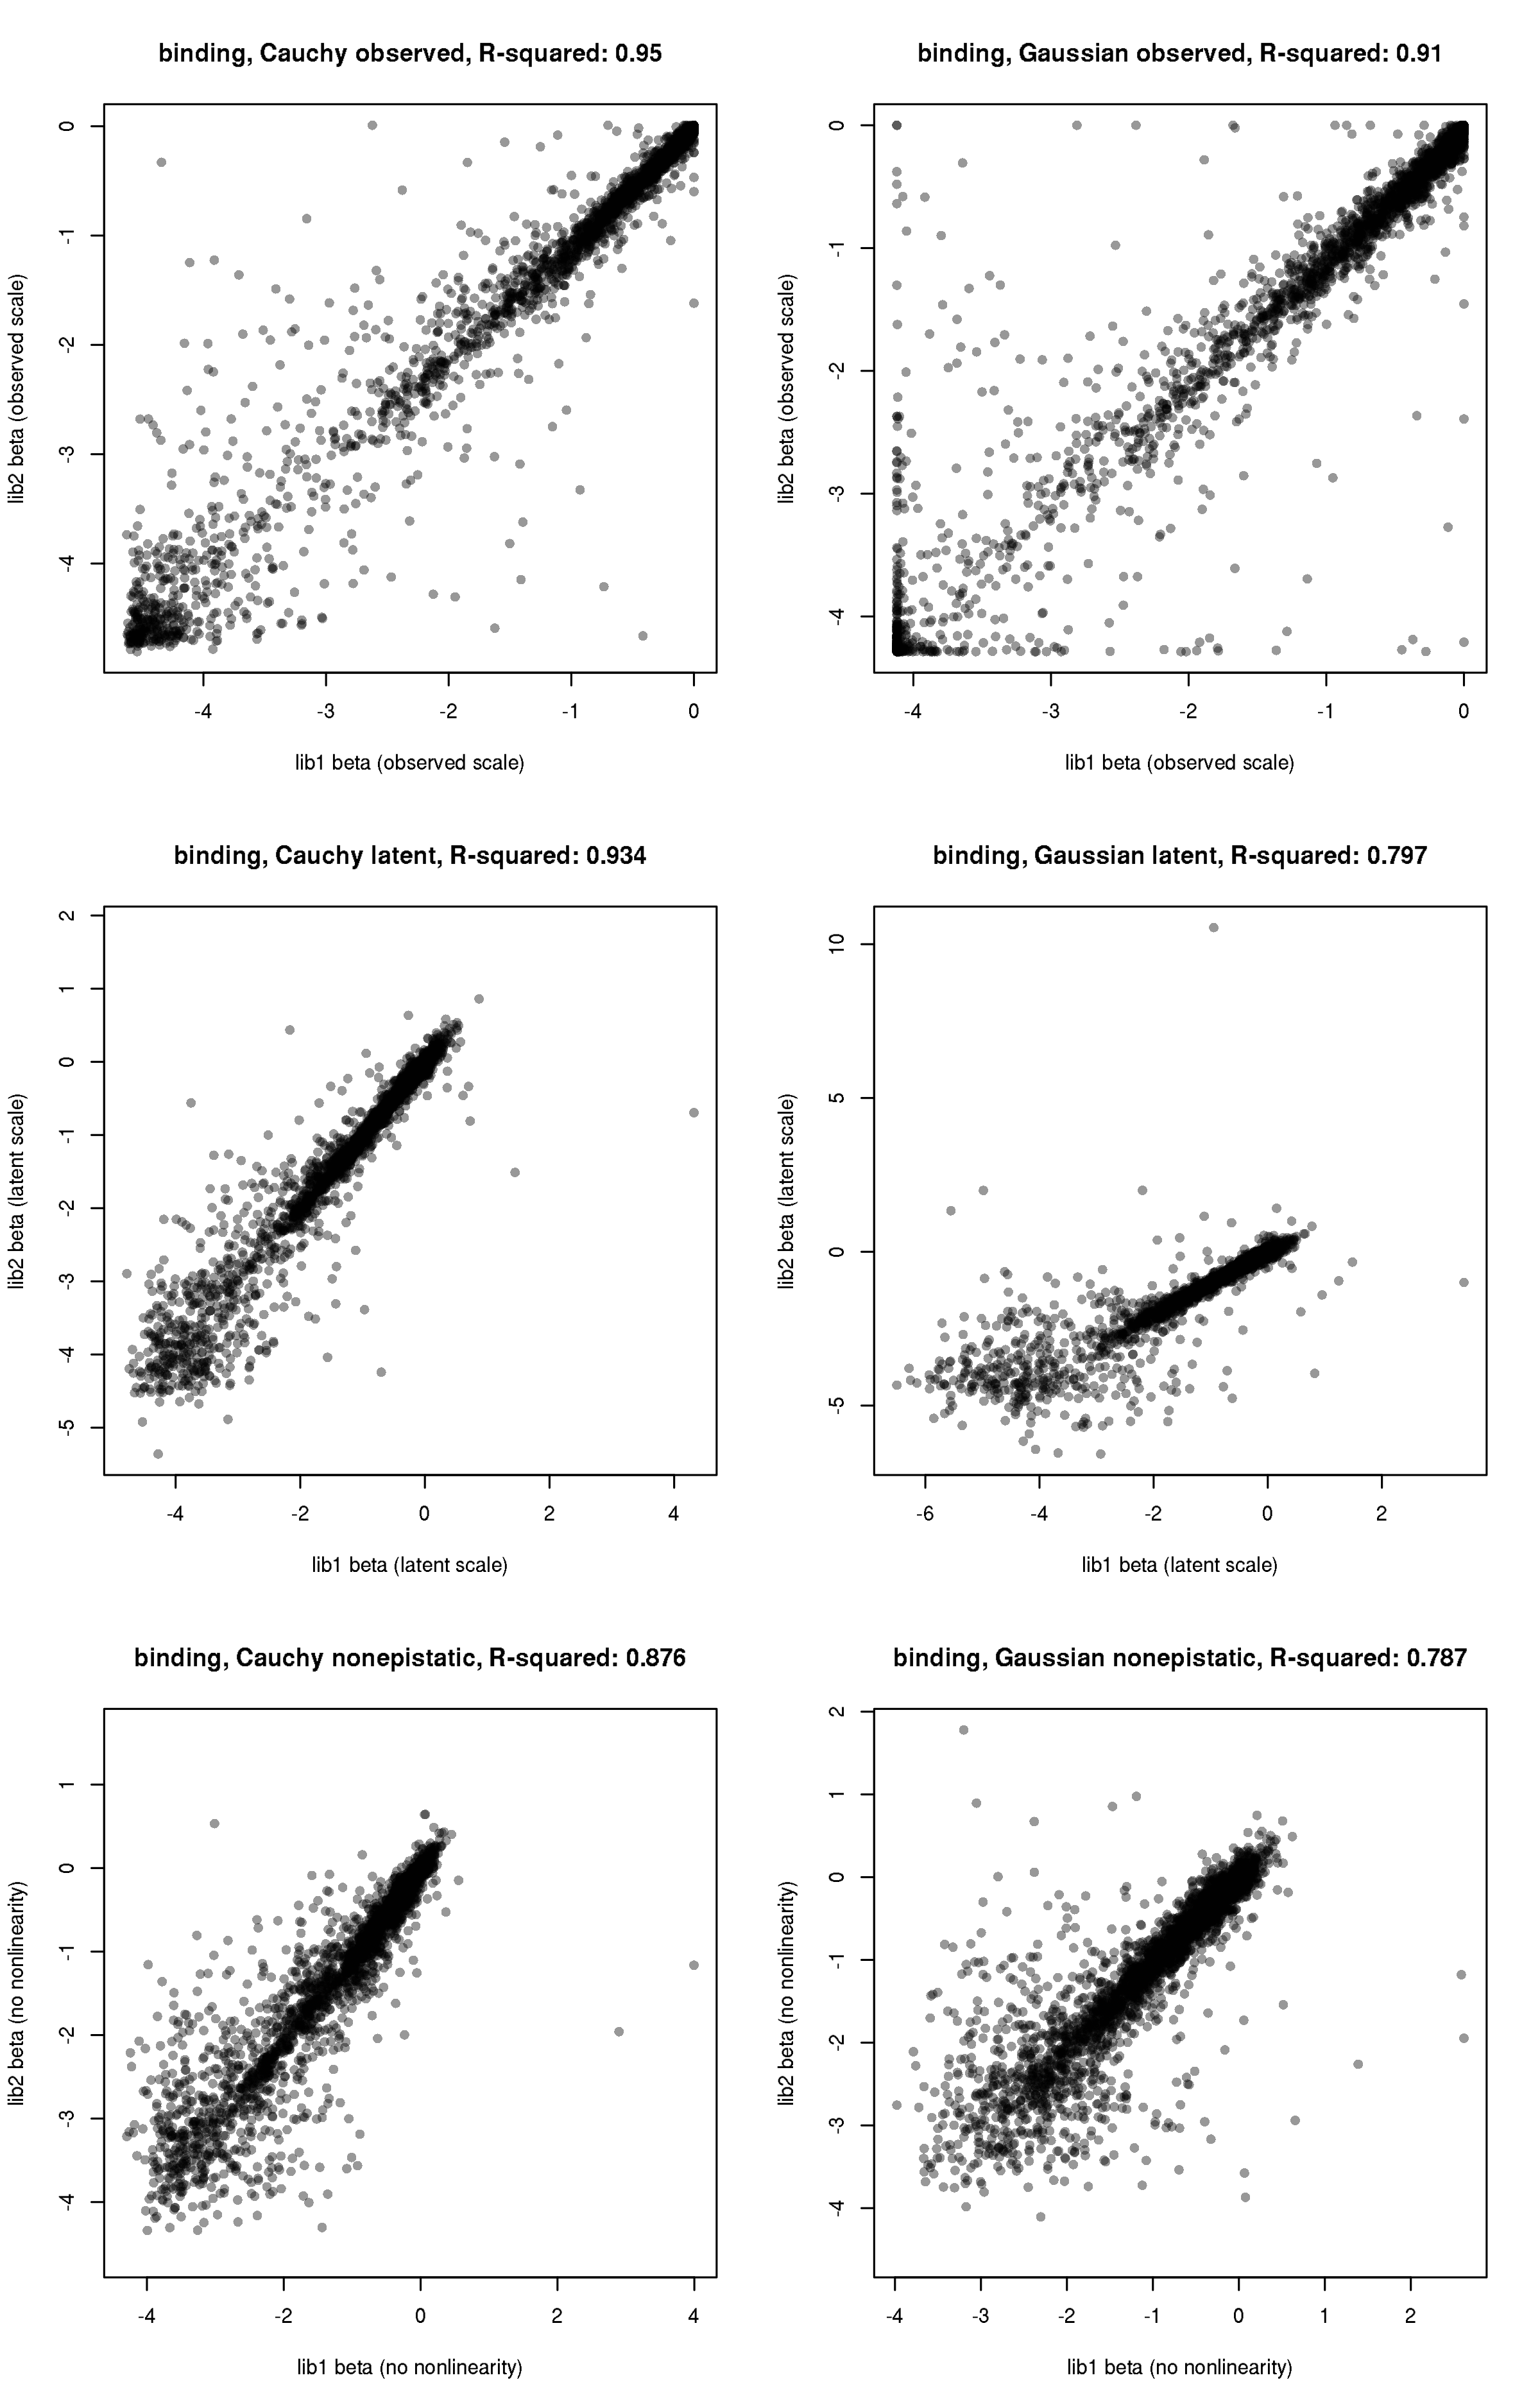 binding, Cauchy observed, R-squared: 0.95
0
-1
-2
-3
-4
lib2 beta (observed scale)
-4 -3 -2 -1 0
lib1 beta (observed scale)
binding, Gaussian observed, R-squared: 0.91
0
-1
-2
-3
-4
lib2 beta (observed scale)
-4 -3 -2 -1 0
lib1 beta (observed scale)
binding, Cauchy latent, R-squared: 0.934
2
1
0
-1
-2
-3
-4
-5
lib2 beta (latent scale)
-4 -2 0 2 4
lib1 beta (latent scale)
binding, Gaussian latent, R-squared: 0.797
10
5
0
-5
lib2 beta (latent scale)
-6 -4 -2 0 2
lib1 beta (latent scale)
binding, Cauchy nonepistatic, R-squared: 0.876
1
0
-1
-2
-3
-4
lib2 beta (no nonlinearity)
-4 -2 0 2 4
lib1 beta (no nonlinearity)
binding, Gaussian nonepistatic, R-squared: 0.787
2
1
0
-1
-2
-3
-4
lib2 beta (no nonlinearity)
-4 -3 -2 -1 0 1 2
lib1 beta (no nonlinearity)